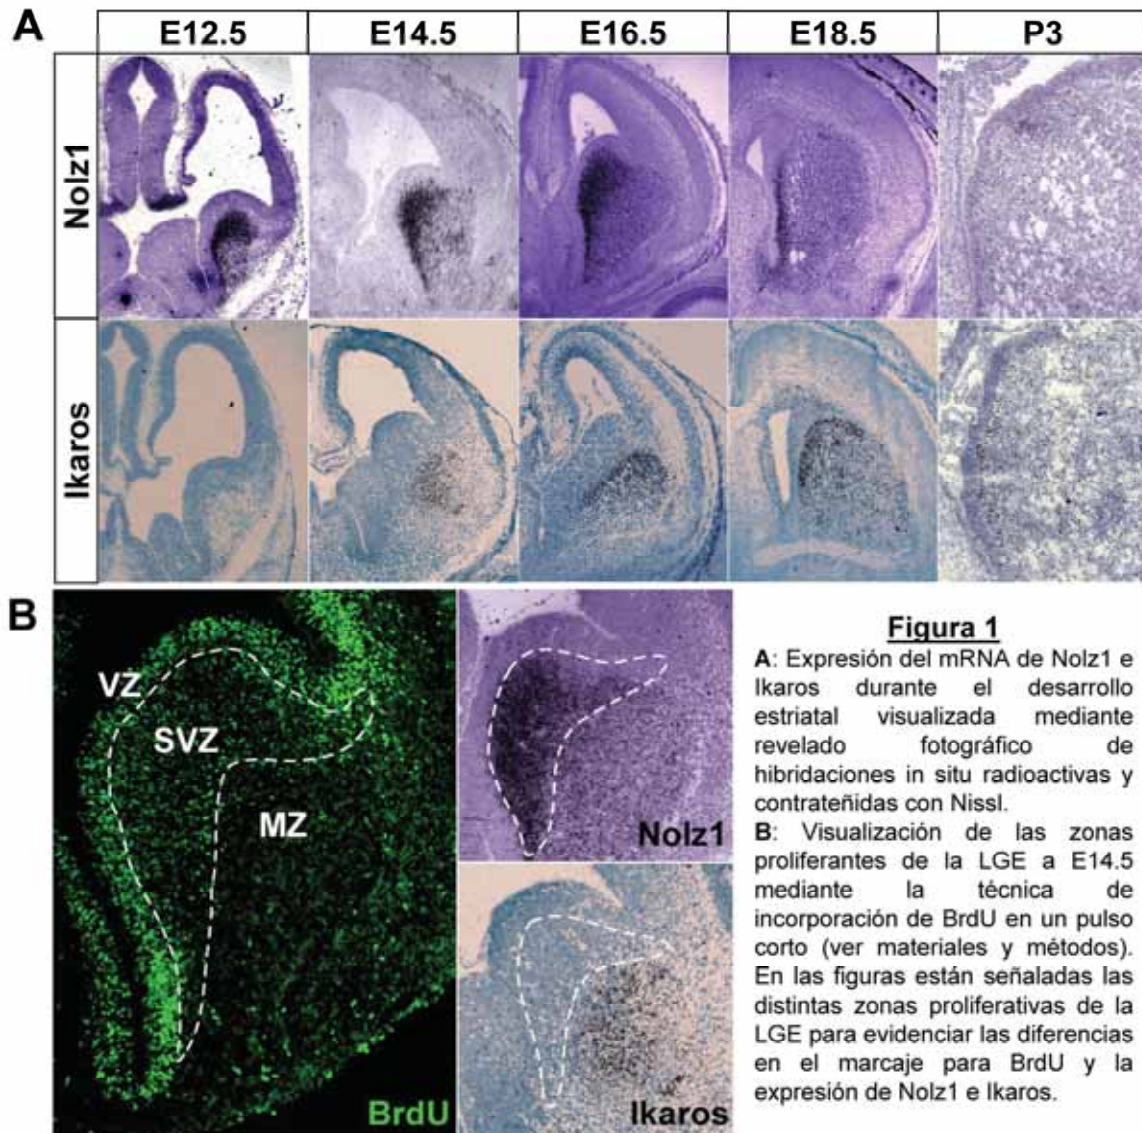 A
E12.5
E14.5
E16.5
E18.5
P3
Nolz1
Ikaros
B
VZ
SVZ
MZ
BrdU
Nolz1
Ikaros
Figura 1
A: Expresión del mRNA de Nolz1 e
Ikaros durante el desarrollo
estriatal visualizada mediante
revelado fotográfico de
hibridaciones in situ radioactivas y
contrateñidas con Nissl.
B: Visualización de las zonas
proliferantes de la LGE a E14.5
mediante la técnica de
incorporación de BrdU en un pulso
corto (ver materiales y métodos).
En las figuras están señaladas las
distintas zonas proliferativas de la
LGE para evidenciar las diferencias
en el marcaje para BrdU y la
expresión de Nolz1 e Ikaros.